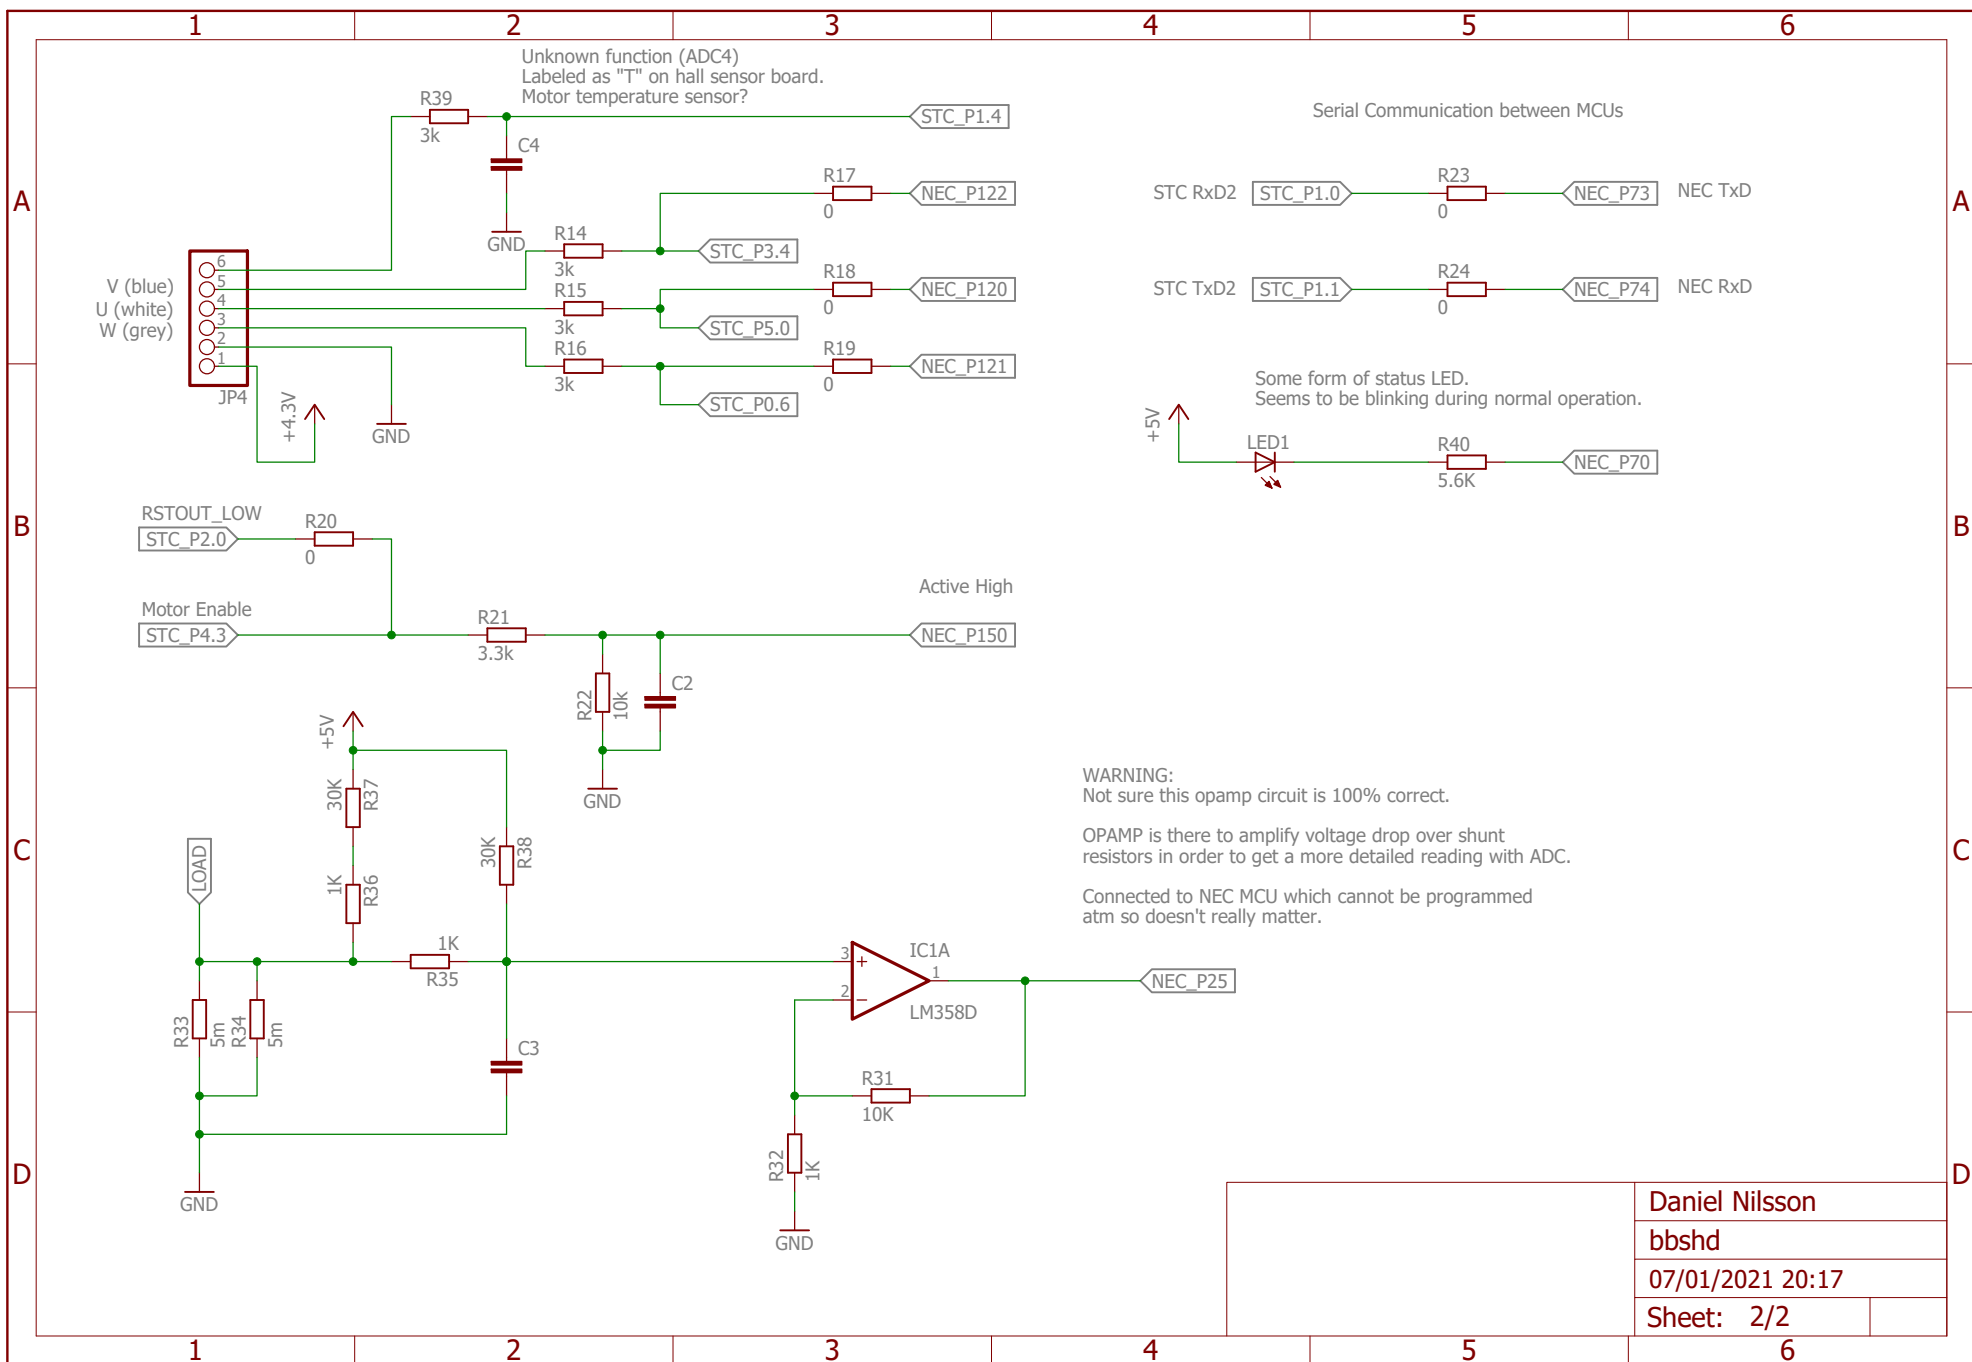 1 2 3 4 5 6
Unknown function (ADC4)
Labeled as "T" on hall sensor board.
Motor temperature sensor?
R39
3k
STC_P1.4
C4
GND
Serial Communication between MCUs
A
A
R17
0
NEC_P122
STC RxD2
STC_P1.0
R23
0
NEC_P73
NEC TxD
R14
3k
STC_P3.4
R18
0
NEC_P120
STC TxD2
STC_P1.1
R24
0
NEC_P74
NEC RxD
V (blue)
U (white)
W (grey)
6
5
4
3
2
1
JP4
R15
3k
STC_P5.0
R16
3k
R19
0
NEC_P121
STC_P0.6
+4.3V
GND
Some form of status LED.
Seems to be blinking during normal operation.
+5V
LED1
R40
5.6K
NEC_P70
B
B
RSTOUT_LOW
STC_P2.0
R20
0
Motor Enable
STC_P4.3
R21
3.3k
Active High
NEC_P150
R22
10k
C2
GND
+5V
30K
R37
1K
R36
30K
R38
LOAD
C
C
WARNING:
Not sure this opamp circuit is 100% correct.
OPAMP is there to amplify voltage drop over shunt
resistors in order to get a more detailed reading with ADC.
Connected to NEC MCU which cannot be programmed
atm so doesn't really matter.
1K
R35
3
+
2
−
1
IC1A
LM358D
NEC_P25
R33
5m
R34
5m
C3
R31
10K
R32
1K
GND
GND
D
D
Daniel Nilsson
bbshd
07/01/2021 20:17
Sheet: 2/2
1 2 3 4 5 6